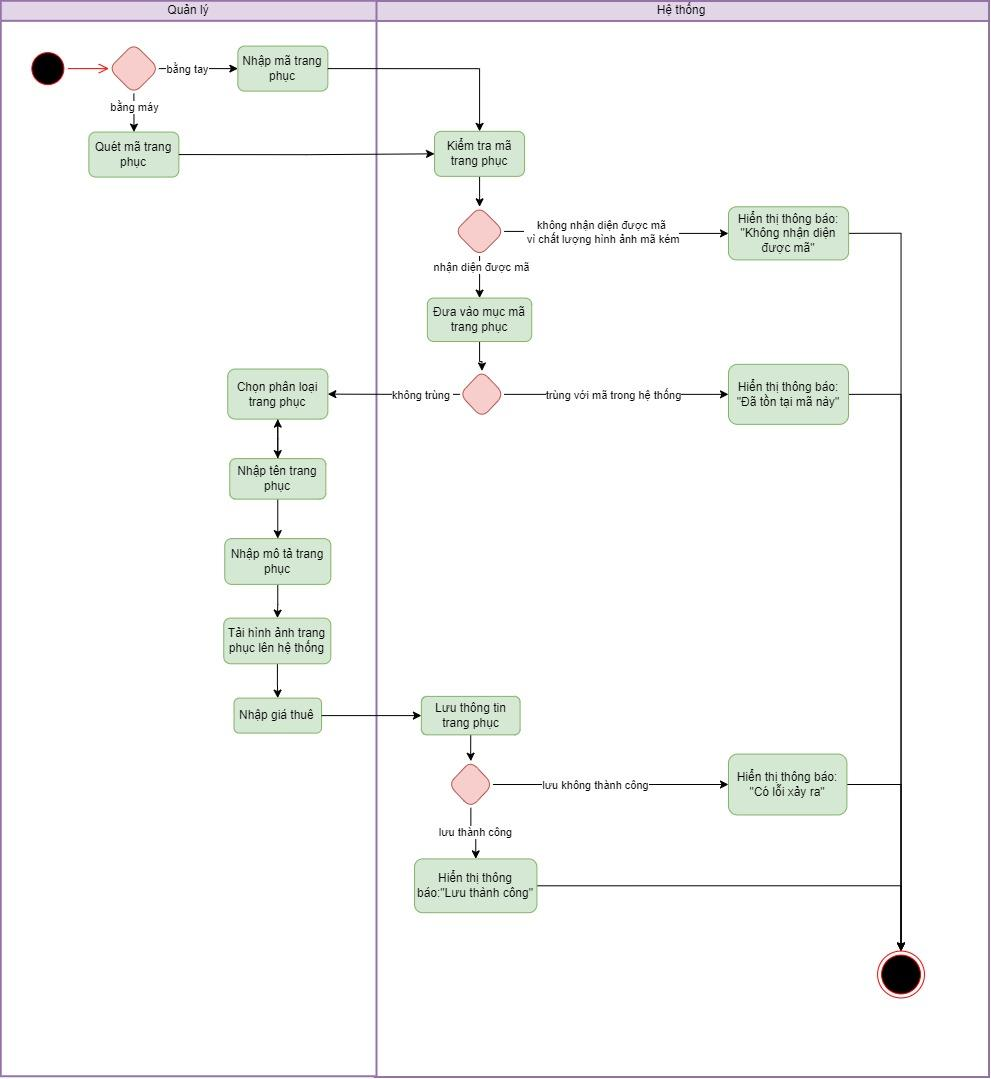 Quản lý
Hệ thống
bằng tay
Nhập mã trang
phục
bằng máy
Quét mã trang
phục
Kiểm tra mã
trang phục
không nhận diện được mã
vì chất lượng hình ảnh mã kém
Hiển thị thông báo:
"Không nhận diện
được mã"
nhận diện được mã
Đưa vào mục mã
trang phục
Chọn phân loại
trang phục
không trùng
trùng với mã trong hệ thống
Hiển thị thông báo:
"Đã tồn tại mã này"
Nhập tên trang
phục
Nhập mô tả trang
phục
Tải hình ảnh trang
phục lên hệ thống
Nhập giá thuê
Lưu thông tin
trang phục
lưu không thành công
Hiển thị thông báo:
"Có lỗi xảy ra"
lưu thành công
Hiển thị thông
báo:"Lưu thành công"